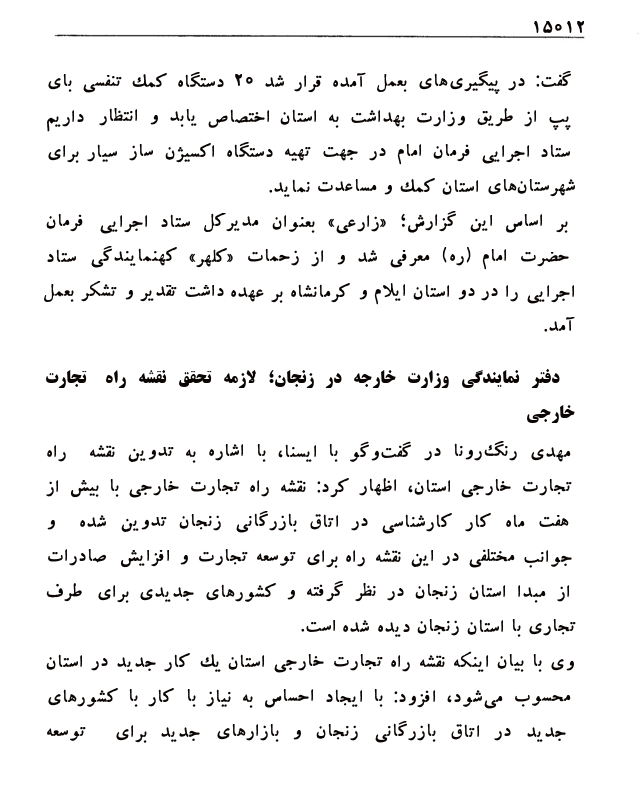 ۱۵۰۱۲
گفت: در پیگیری‌های بعمل آمده قرار شد ۲۰ دستگاه کمك تنفسی بای
پپ از طریق وزارت بهداشت به استان اختصاص یابد و انتظار داریم
ستاد اجرایی فرمان امام در جهت تهیه دستگاه اکسیژن ساز سیار برای
شهرستان‌های استان کمك و مساعدت نماید.
بر اساس این گزارش؛ «زارعی» بعنوان مدیرکل ستاد اجرایی فرمان
حضرت امام (ره) معرفی شد و از زحمات «کلهر» کهنمایندگی ستاد
اجرایی را در دو استان ایلام و کرمانشاه بر عهده داشت تقدیر و تشکر بعمل
آمد.
دفتر نمایندگی وزارت خارجه در زنجان؛ لازمه تحقق نقشه راه تجارت
خارجی
مهدی رنگ‌رونا در گفت‌وگو با ایسنا، با اشاره به تدوین نقشه راه
تجارت خارجی استان، اظهار کرد: نقشه راه تجارت خارجی با بیش از
هفت ماه کار کارشناسی در اتاق بازرگانی زنجان تدوین شده و
جوانب مختلفی در این نقشه راه برای توسعه تجارت و افزایش صادرات
از مبدا استان زنجان در نظر گرفته و کشورهای جدیدی برای طرف
تجاری با استان زنجان دیده شده است.
وی با بیان اینکه نقشه راه تجارت خارجی استان یك کار جدید در استان
محسوب می‌شود، افزود: با ایجاد احساس به نیاز با کار با کشورهای
جدید در اتاق بازرگانی زنجان و بازارهای جدید برای توسعه